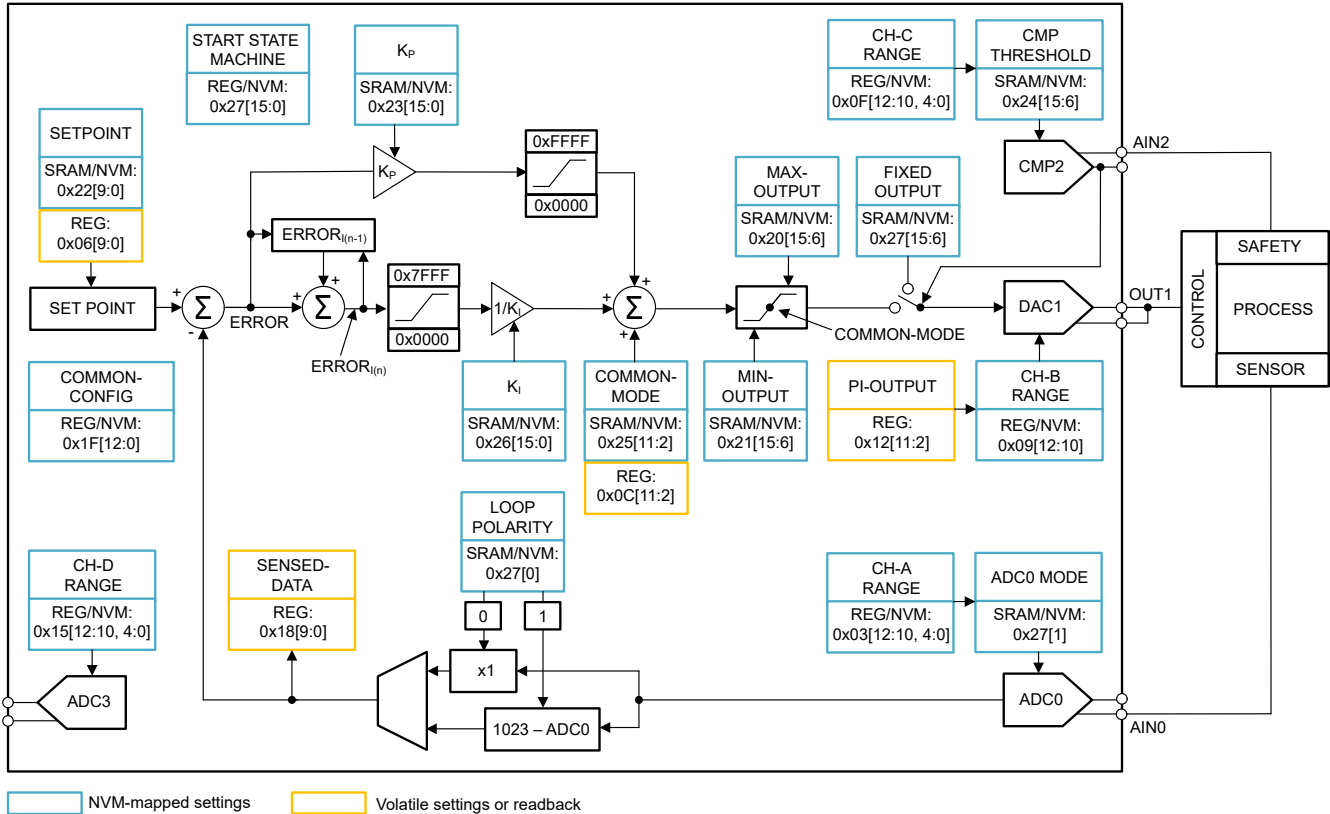 START STATE
MACHINE
REG/NVM:
0x27[15:0]
KP
SRAM/NVM:
0x23[15:0]
CH-C
RANGE
REG/NVM:
0x0F[12:10, 4:0]
CMP
THRESHOLD
SRAM/NVM:
0x24[15:6]
SETPOINT
SRAM/NVM:
0x22[9:0]
REG:
0x06[9:0]
SET POINT
KP
0xFFFF
0x0000
MAX-
OUTPUT
SRAM/NVM:
0x20[15:6]
FIXED
OUTPUT
SRAM/NVM:
0x27[15:6]
CMP2
AIN2
ERRORI(n-1)
+
-
Σ
ERROR
+
+
Σ
ERRORI(n)
0x7FFF
0x0000
1/KI
+
+
+
Σ
COMMON-MODE
DAC1
OUT1
CONTROL
SAFETY
PROCESS
SENSOR
COMMON-
CONFIG
REG/NVM:
0x1F[12:0]
KI
SRAM/NVM:
0x26[15:0]
COMMON-
MODE
SRAM/NVM:
0x25[11:2]
REG:
0x0C[11:2]
MIN-
OUTPUT
SRAM/NVM:
0x21[15:6]
PI-OUTPUT
REG:
0x12[11:2]
CH-B
RANGE
REG/NVM:
0x09[12:10]
CH-D
RANGE
REG/NVM:
0x15[12:10, 4:0]
ADC3
SENSED-
DATA
REG:
0x18[9:0]
LOOP
POLARITY
SRAM/NVM:
0x27[0]
0
1
x1
1023 – ADC0
CH-A
RANGE
REG/NVM:
0x03[12:10, 4:0]
ADC0 MODE
SRAM/NVM:
0x27[1]
ADC0
AIN0
NVM-mapped settings
Volatile settings or readback